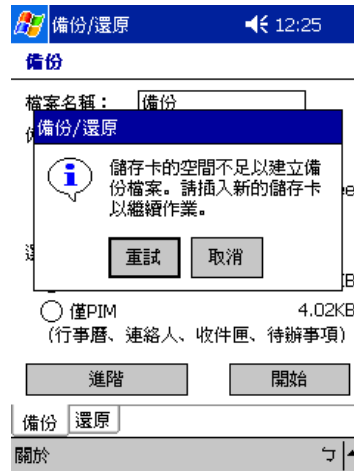 備份/還原 12:25
備份
檔案名稱： 備份
備份/還原
儲存卡的空間不足以建立備
份檔案。請插入新的儲存卡
以繼續作業。
重試 取消
僅PIM 4.02KB
(行事曆、連絡人、收件匣、待辦事項)
進階 開始
備份 還原
關於 ㄅ